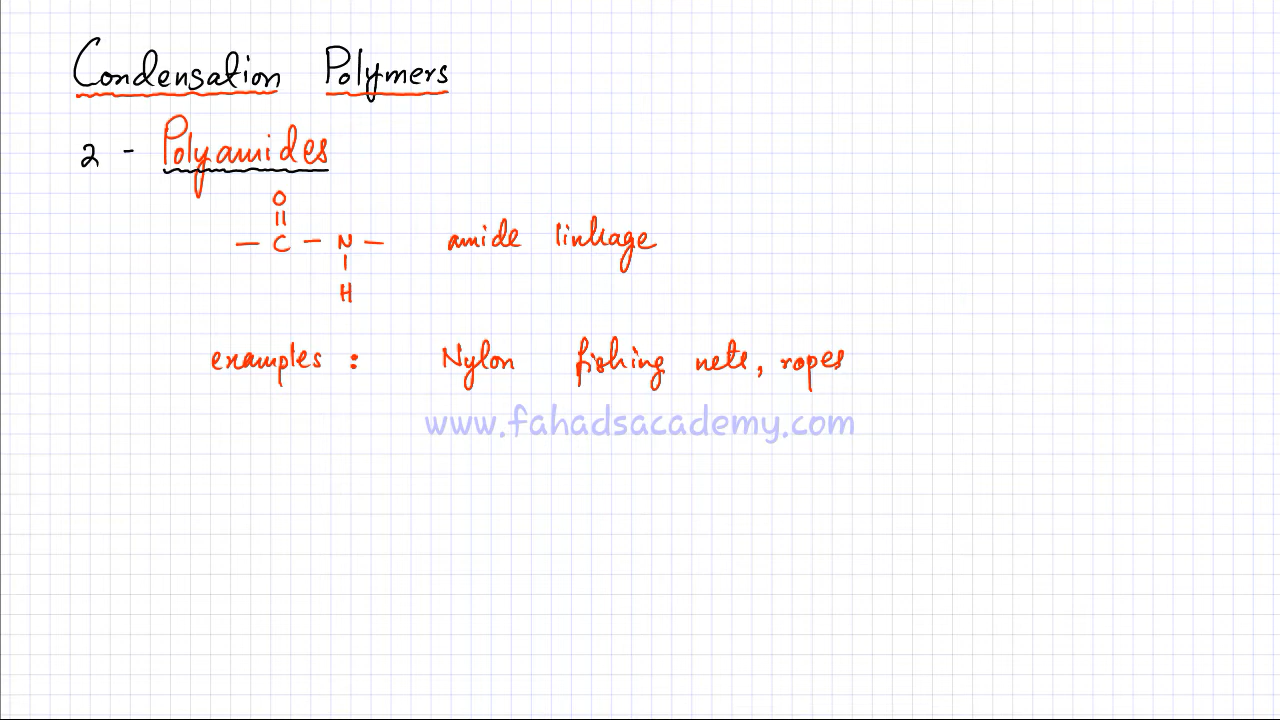 Condensation Polymers
2 - Polyamides
O
||
— C — N — amide linkage
|
H
examples : Nylon fishing nets, ropes
www.fahadsacademy.com